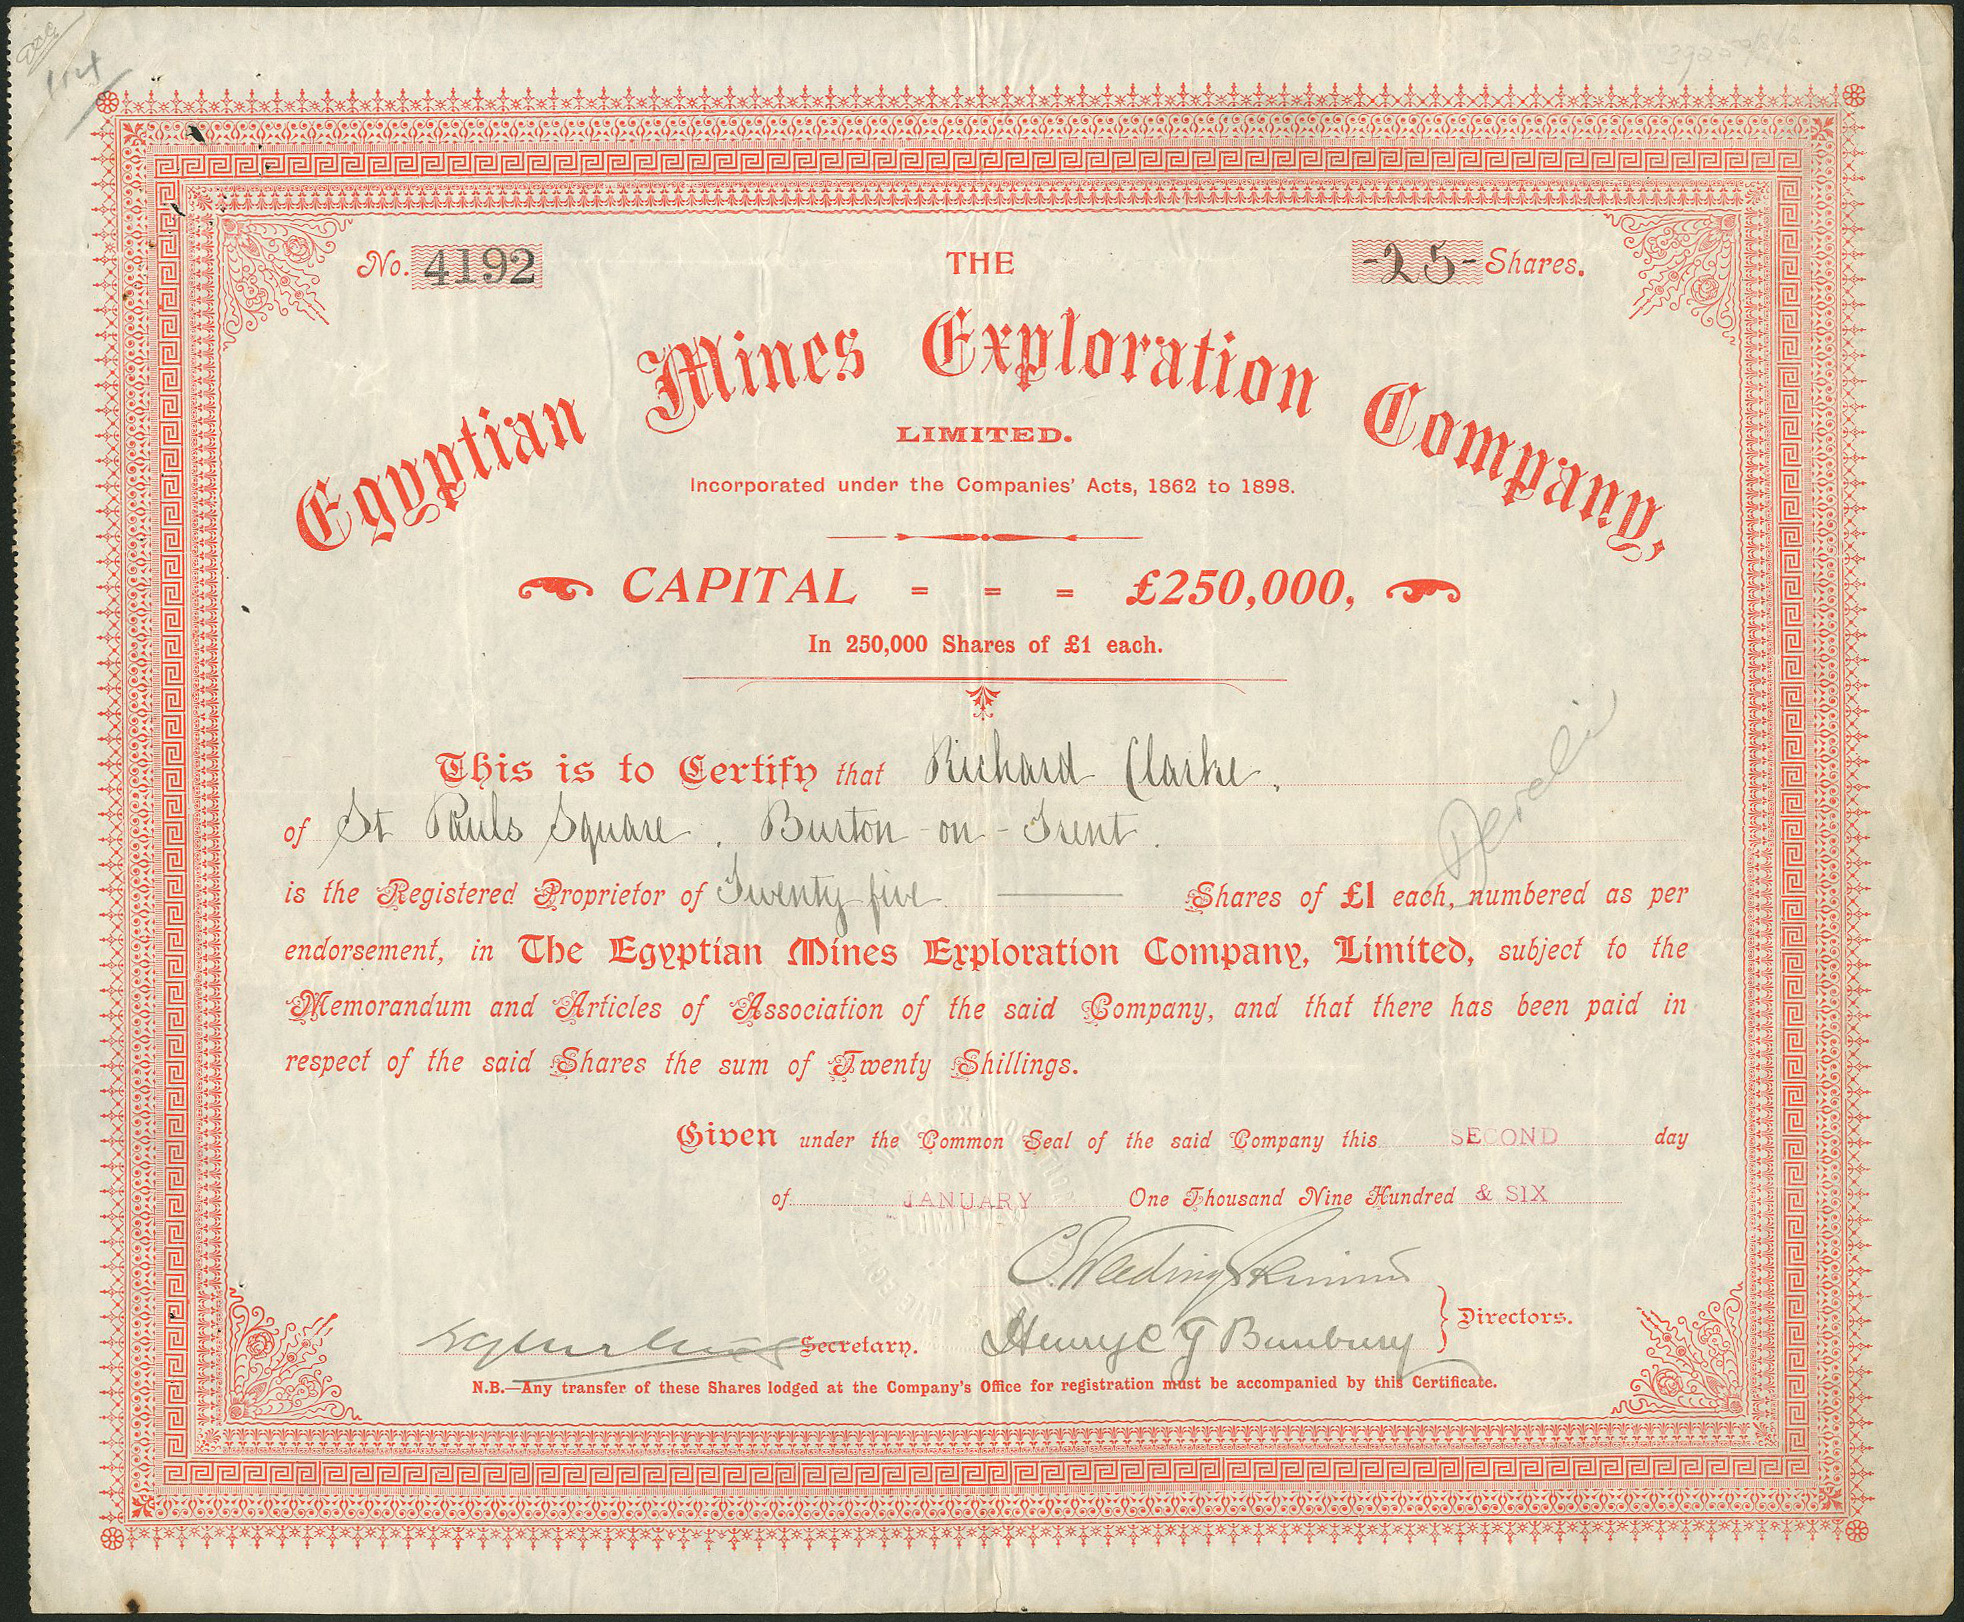 No. 4192
THE
-25- Shares.
Egyptian Mines Exploration Company,
LIMITED.
Incorporated under the Companies' Acts, 1862 to 1898.
CAPITAL = = = £250,000,
In 250,000 Shares of £1 each.
This is to Certify that Richard Clarke,
of St Pauls Square, Burton-on-Trent.
is the Registered Proprietor of Twenty five Shares of £1 each, numbered as per
endorsement, in The Egyptian Mines Exploration Company, Limited, subject to the
Memorandum and Articles of Association of the said Company, and that there has been paid in
respect of the said Shares the sum of Twenty Shillings.
Given under the Common Seal of the said Company this SECOND day
of JANUARY One Thousand Nine Hundred & SIX
Henry C G Bunbury
Directors.
Secretary.
N.B.—Any transfer of these Shares lodged at the Company's Office for registration must be accompanied by this Certificate.